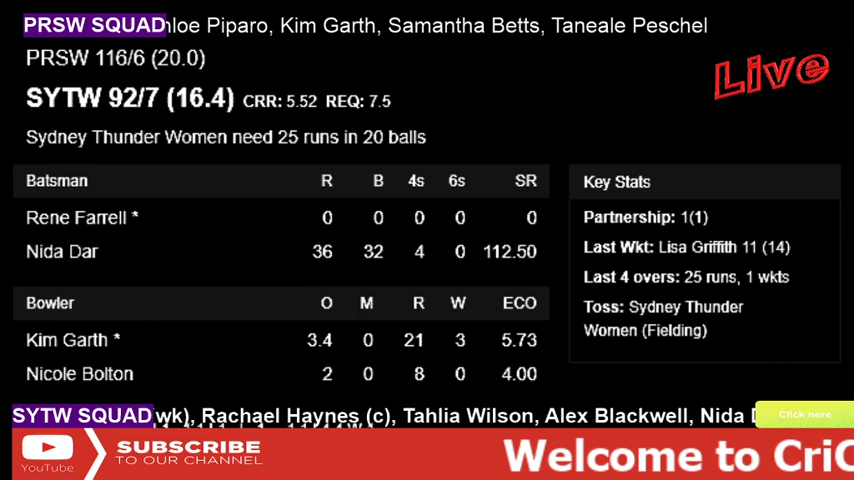 PRSW SQUAD hloe Piparo, Kim Garth, Samantha Betts, Taneale Peschel
PRSW 116/6 (20.0)
Live
SYTW 92/7 (16.4) CRR: 5.52 REQ: 7.5
Sydney Thunder Women need 25 runs in 20 balls
Batsman R B 4s 6s SR
Rene Farrell * 0 0 0 0 0
Nida Dar 36 32 4 0 112.50
Bowler O M R W ECO
Kim Garth * 3.4 0 21 3 5.73
Nicole Bolton 2 0 8 0 4.00
Key Stats
Partnership: 1(1)
Last Wkt: Lisa Griffith 11 (14)
Last 4 overs: 25 runs, 1 wkts
Toss: Sydney Thunder
Women (Fielding)
SYTW SQUAD wk), Rachael Haynes (c), Tahlia Wilson, Alex Blackwell, Nida D
Click here
YouTube
SUBSCRIBE
TO OUR CHANNEL
Welcome to CriC